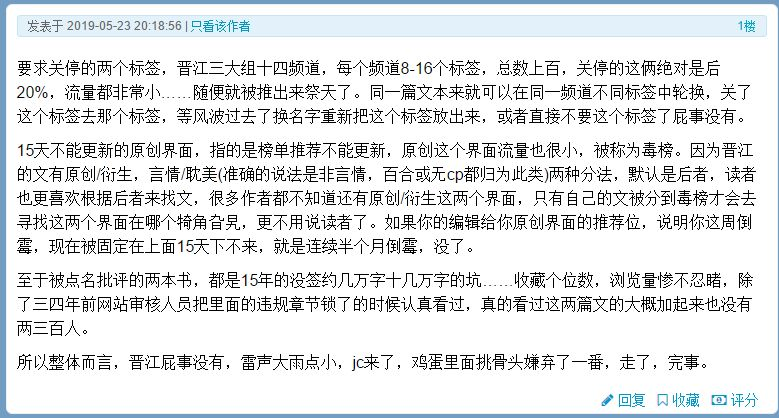 发表于 2019-05-23 20:18:56 | 只看该作者
1楼
要求关停的两个标签，晋江三大组十四频道，每个频道8-16个标签，总数上百，关停的这俩绝对是后
20%，流量都非常小……随便就被推出来祭天了。同一篇文本来就可以在同一频道不同标签中轮换，关了
这个标签去那个标签，等风波过去了换名字重新把这个标签放出来，或者直接不要这个标签了屁事没有。
15天不能更新的原创界面，指的是榜单推荐不能更新，原创这个界面流量也很小，被称为毒榜。因为晋江
的文有原创/衍生，言情/耽美(准确的说法是非言情，百合或无cp都归为此类)两种分法，默认是后者，读者
也更喜欢根据后者来找文，很多作者都不知道还有原创/衍生这两个界面，只有自己的文被分到毒榜才会去
寻找这两个界面在哪个犄角旮旯，更不用说读者了。如果你的编辑给你原创界面的推荐位，说明你这周倒
霉，现在被固定在上面15天下不来，就是连续半个月倒霉，没了。
至于被点名批评的两本书，都是15年的没签约几万字十几万字的坑……收藏个位数，浏览量惨不忍睹，除
了三四年前网站审核人员把里面的违规章节锁了的时候认真看过，真的看过这两篇文的大概加起来也没有
两三百人。
所以整体而言，晋江屁事没有，雷声大雨点小，jc来了，鸡蛋里面挑骨头嫌弃了一番，走了，完事。
回复 收藏 评分